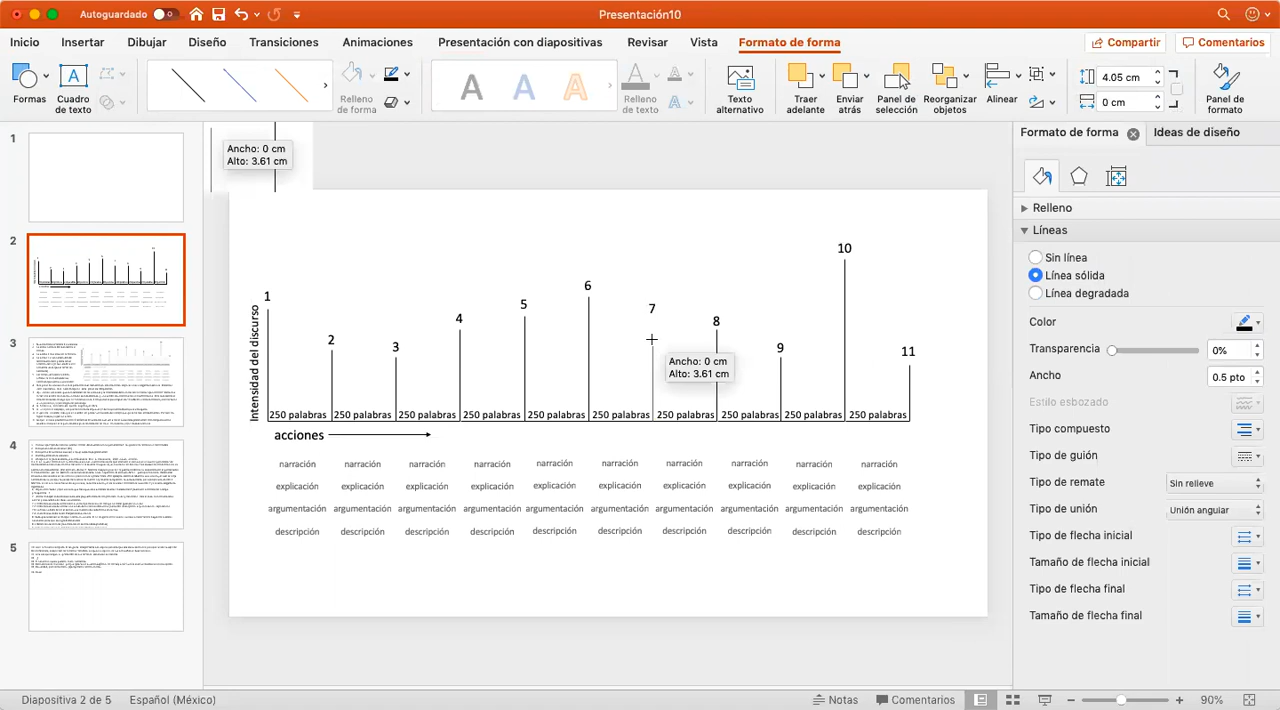 Autoguardado
Presentación10
Inicio Insertar Dibujar Diseño Transiciones Animaciones Presentación con diapositivas Revisar Vista Formato de forma Compartir Comentarios
Formas
Cuadro de texto
A A A
Relleno de forma
Relleno de texto
Texto alternativo
Traer adelante
Enviar atrás
Panel de selección
Reorganizar objetos
Alinear
4.05 cm
0 cm
Panel de formato
1
2
3
4
5
Ancho: 0 cm
Alto: 3.61 cm
Intensidad del discurso
1 2 3 4 5 6 7 8 9 10 11
Ancho: 0 cm
Alto: 3.61 cm
250 palabras 250 palabras 250 palabras 250 palabras 250 palabras 250 palabras 250 palabras 250 palabras 250 palabras 250 palabras
acciones
narración narración narración narración narración narración narración narración narración narración
explicación explicación explicación explicación explicación explicación explicación explicación explicación explicación
argumentación argumentación argumentación argumentación argumentación argumentación argumentación argumentación argumentación argumentación
descripción descripción descripción descripción descripción descripción descripción descripción descripción descripción
Formato de forma Ideas de diseño
Relleno
Líneas
Sin línea
Línea sólida
Línea degradada
Color
Transparencia 0%
Ancho 0.5 pto
Estilo esbozado
Tipo compuesto
Tipo de guión
Tipo de remate Sin relieve
Tipo de unión Unión angular
Tipo de flecha inicial
Tamaño de flecha inicial
Tipo de flecha final
Tamaño de flecha final
Diapositiva 2 de 5 Español (México) Notas Comentarios 90%